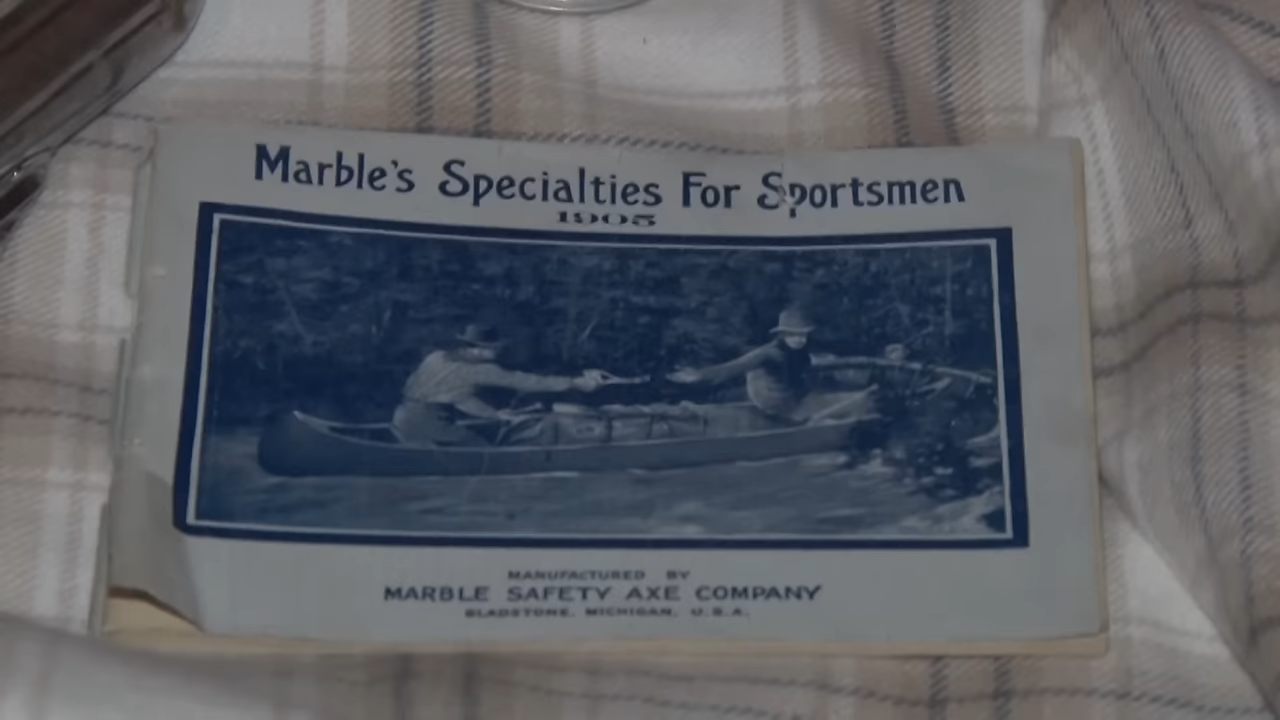 Marble's Specialties For Sportsmen
1905
MANUFACTURED BY
MARBLE SAFETY AXE COMPANY
GLADSTONE, MICHIGAN, U.S.A.